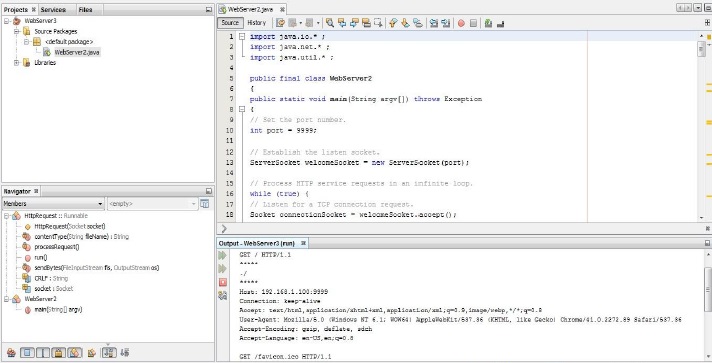 Projects Services Files
WebServer3
Source Packages
<default package>
WebServer2.java
Libraries
Navigator
Members <empty>
HttpRequest :: Runnable
HttpRequest(Socket socket)
contentType(String fileName) : String
processRequest()
run()
sendBytes(FileInputStream fis, OutputStream os)
CRLF : String
socket : Socket
WebServer2
main(String[] argv)
WebServer2.java
Source History
1 import java.io.* ;
2 import java.net.* ;
3 import java.util.* ;
4
5 public final class WebServer2
6 {
7 public static void main(String argv[]) throws Exception
8 {
9 // Set the port number.
10 int port = 9999;
11
12 // Establish the listen socket.
13 ServerSocket welcomeSocket = new ServerSocket(port);
14
15 // Process HTTP service requests in an infinite loop.
16 while (true) {
17 // Listen for a TCP connection request.
18 Socket connectionSocket = welcomeSocket.accept();
Output - WebServer3 (run)
GET / HTTP/1.1
*****
./
*****
Host: 192.168.1.100:9999
Connection: keep-alive
Accept: text/html,application/xhtml+xml,application/xml;q=0.9,image/webp,*/*;q=0.8
User-Agent: Mozilla/5.0 (Windows NT 6.1; WOW64) AppleWebKit/537.36 (KHTML, like Gecko) Chrome/41.0.2272.89 Safari/537.36
Accept-Encoding: gzip, deflate, sdch
Accept-Language: en-US,en;q=0.8
GET /favicon.ico HTTP/1.1